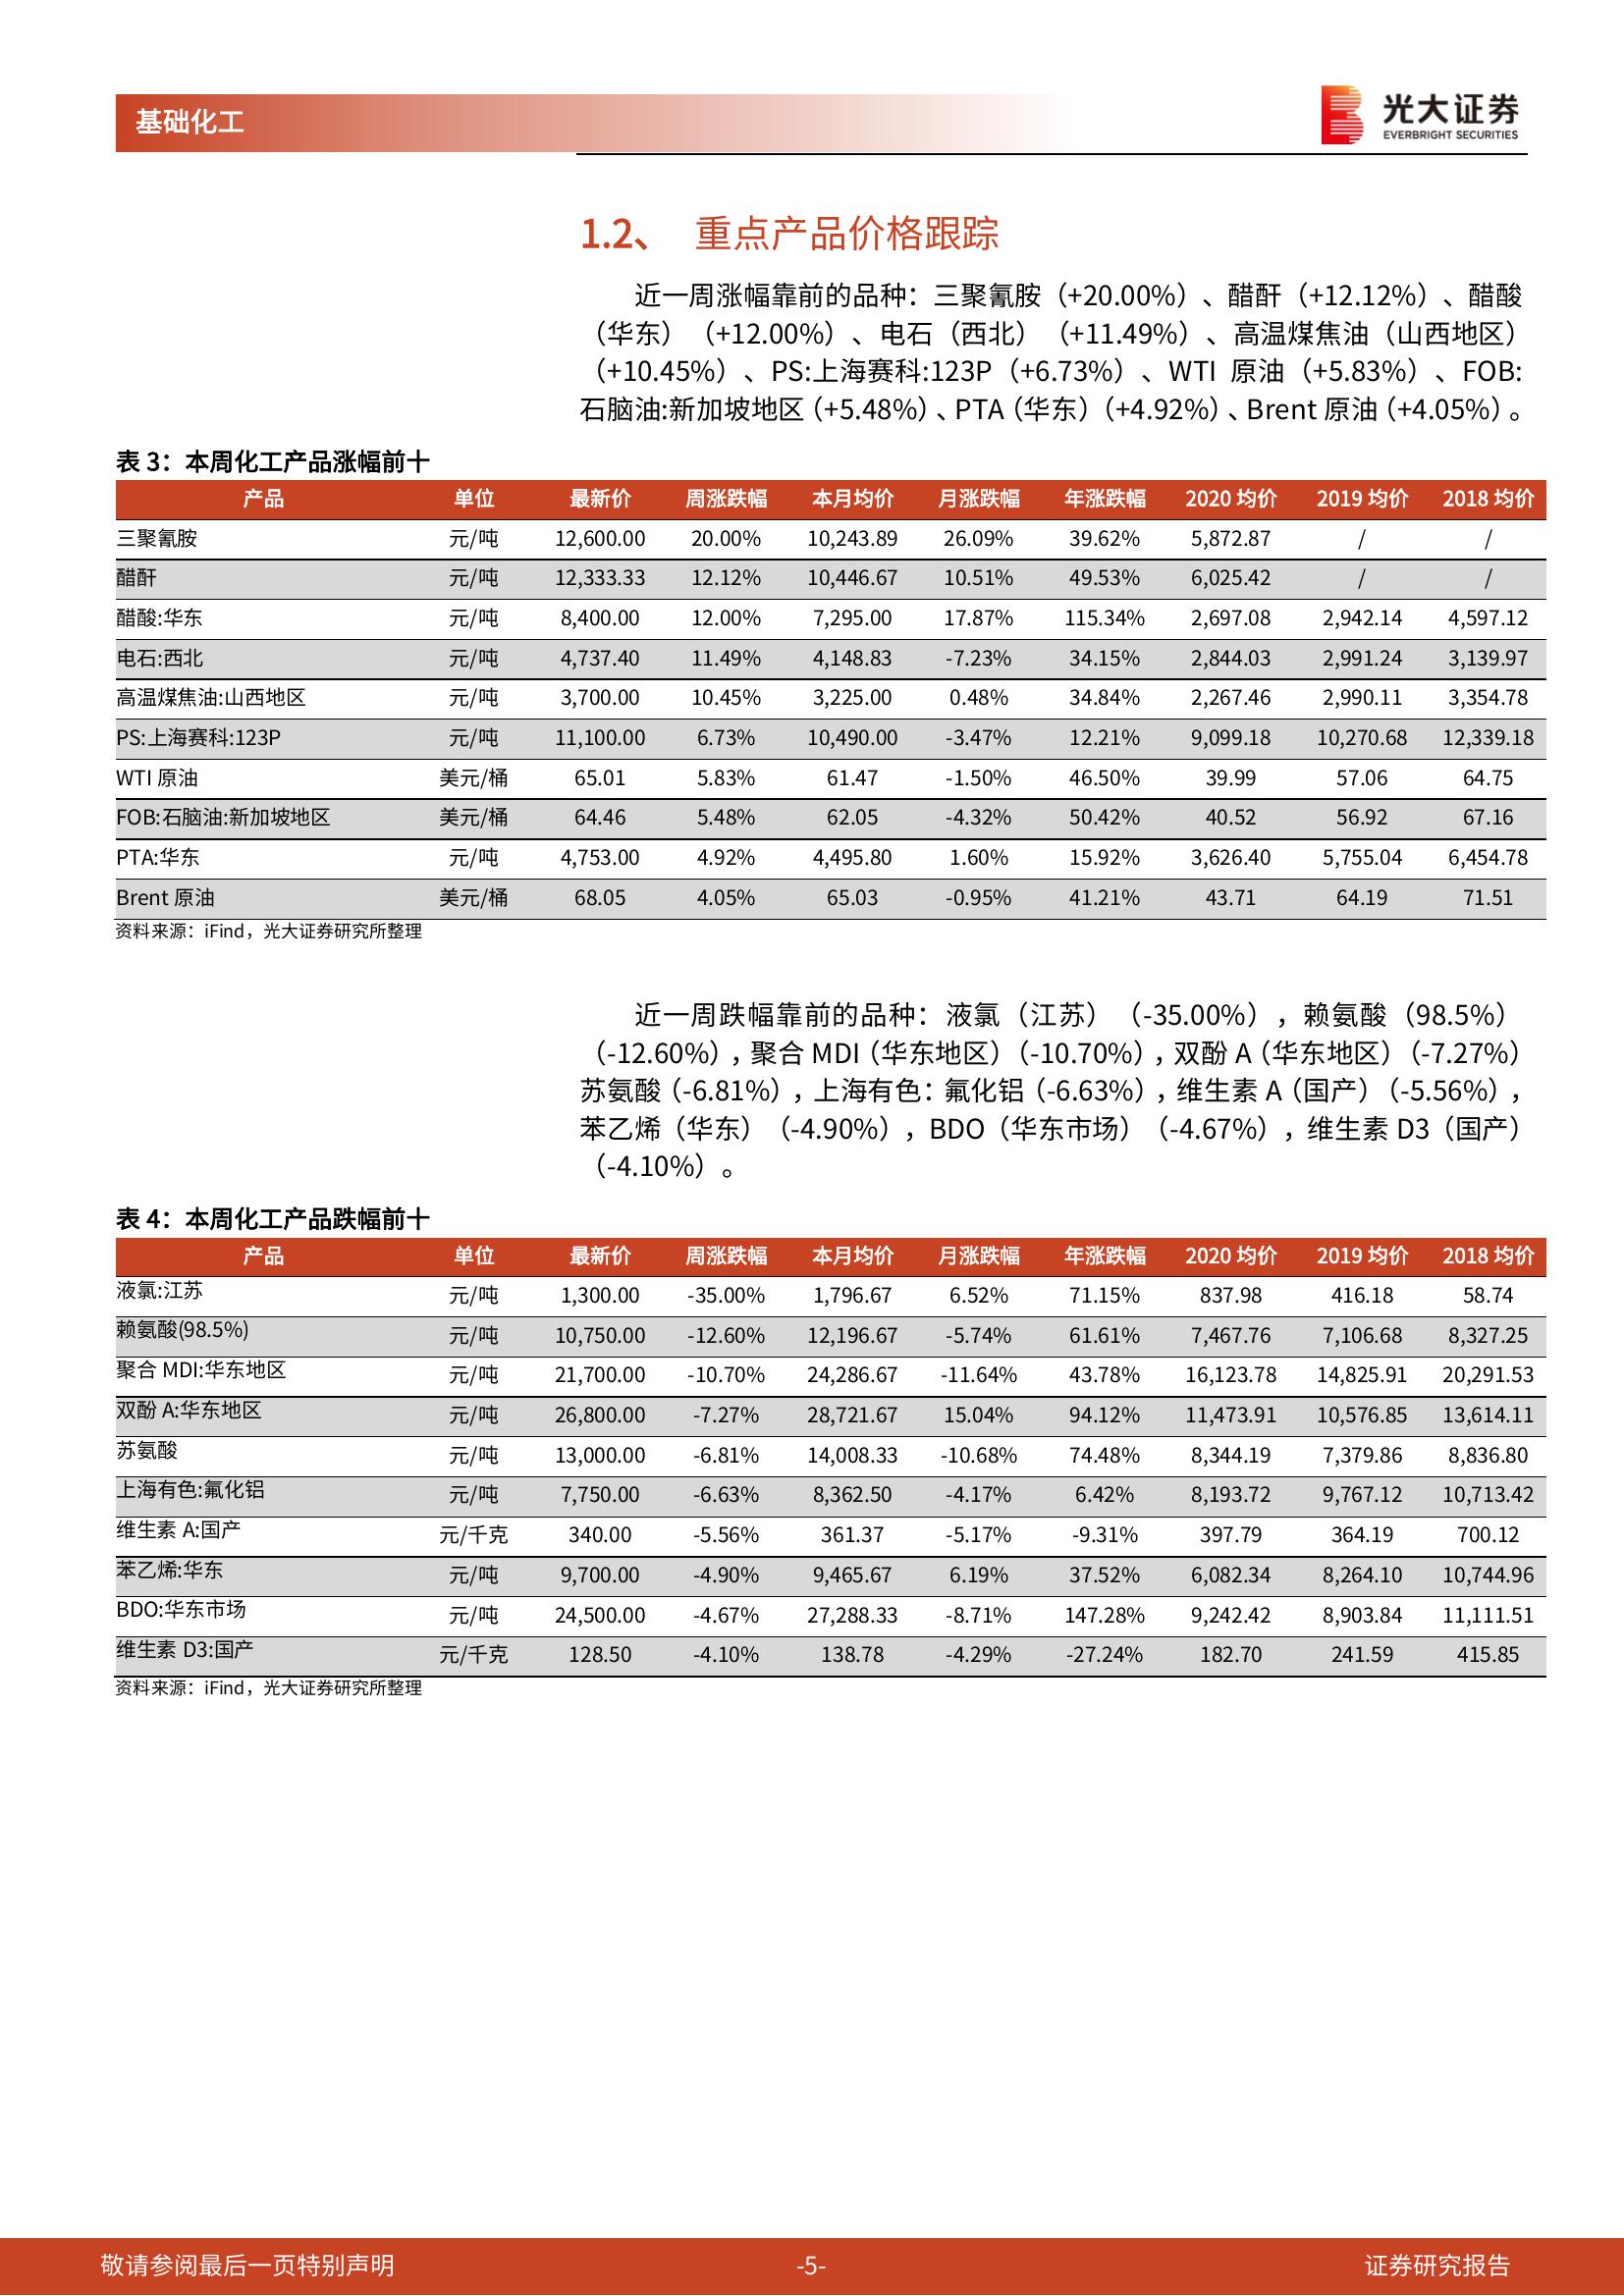 基础化工
光大证券
EVERBRIGHT SECURITIES
1.2、 重点产品价格跟踪
近一周涨幅靠前的品种：三聚氰胺（+20.00%）、醋酐（+12.12%）、醋酸
（华东）（+12.00%）、电石（西北）（+11.49%）、高温煤焦油（山西地区）
（+10.45%）、PS:上海赛科:123P（+6.73%）、WTI 原油（+5.83%）、FOB:
石脑油:新加坡地区（+5.48%）、PTA（华东）（+4.92%）、Brent 原油（+4.05%）。
表 3：本周化工产品涨幅前十
产品 单位 最新价 周涨跌幅 本月均价 月涨跌幅 年涨跌幅 2020 均价 2019 均价 2018 均价
三聚氰胺 元/吨 12,600.00 20.00% 10,243.89 26.09% 39.62% 5,872.87 / /
醋酐 元/吨 12,333.33 12.12% 10,446.67 10.51% 49.53% 6,025.42 / /
醋酸:华东 元/吨 8,400.00 12.00% 7,295.00 17.87% 115.34% 2,697.08 2,942.14 4,597.12
电石:西北 元/吨 4,737.40 11.49% 4,148.83 -7.23% 34.15% 2,844.03 2,991.24 3,139.97
高温煤焦油:山西地区 元/吨 3,700.00 10.45% 3,225.00 0.48% 34.84% 2,267.46 2,990.11 3,354.78
PS:上海赛科:123P 元/吨 11,100.00 6.73% 10,490.00 -3.47% 12.21% 9,099.18 10,270.68 12,339.18
WTI 原油 美元/桶 65.01 5.83% 61.47 -1.50% 46.50% 39.99 57.06 64.75
FOB:石脑油:新加坡地区 美元/桶 64.46 5.48% 62.05 -4.32% 50.42% 40.52 56.92 67.16
PTA:华东 元/吨 4,753.00 4.92% 4,495.80 1.60% 15.92% 3,626.40 5,755.04 6,454.78
Brent 原油 美元/桶 68.05 4.05% 65.03 -0.95% 41.21% 43.71 64.19 71.51
资料来源：iFind，光大证券研究所整理
近一周跌幅靠前的品种：液氯（江苏）（-35.00%），赖氨酸（98.5%）
（-12.60%），聚合 MDI（华东地区）（-10.70%），双酚 A（华东地区）（-7.27%）
苏氨酸（-6.81%），上海有色：氟化铝（-6.63%），维生素 A（国产）（-5.56%），
苯乙烯（华东）（-4.90%），BDO（华东市场）（-4.67%），维生素 D3（国产）
（-4.10%）。
表 4：本周化工产品跌幅前十
产品 单位 最新价 周涨跌幅 本月均价 月涨跌幅 年涨跌幅 2020 均价 2019 均价 2018 均价
液氯:江苏 元/吨 1,300.00 -35.00% 1,796.67 6.52% 71.15% 837.98 416.18 58.74
赖氨酸(98.5%) 元/吨 10,750.00 -12.60% 12,196.67 -5.74% 61.61% 7,467.76 7,106.68 8,327.25
聚合 MDI:华东地区 元/吨 21,700.00 -10.70% 24,286.67 -11.64% 43.78% 16,123.78 14,825.91 20,291.53
双酚 A:华东地区 元/吨 26,800.00 -7.27% 28,721.67 15.04% 94.12% 11,473.91 10,576.85 13,614.11
苏氨酸 元/吨 13,000.00 -6.81% 14,008.33 -10.68% 74.48% 8,344.19 7,379.86 8,836.80
上海有色:氟化铝 元/吨 7,750.00 -6.63% 8,362.50 -4.17% 6.42% 8,193.72 9,767.12 10,713.42
维生素 A:国产 元/千克 340.00 -5.56% 361.37 -5.17% -9.31% 397.79 364.19 700.12
苯乙烯:华东 元/吨 9,700.00 -4.90% 9,465.67 6.19% 37.52% 6,082.34 8,264.10 10,744.96
BDO:华东市场 元/吨 24,500.00 -4.67% 27,288.33 -8.71% 147.28% 9,242.42 8,903.84 11,111.51
维生素 D3:国产 元/千克 128.50 -4.10% 138.78 -4.29% -27.24% 182.70 241.59 415.85
资料来源：iFind，光大证券研究所整理
敬请参阅最后一页特别声明 -5- 证券研究报告